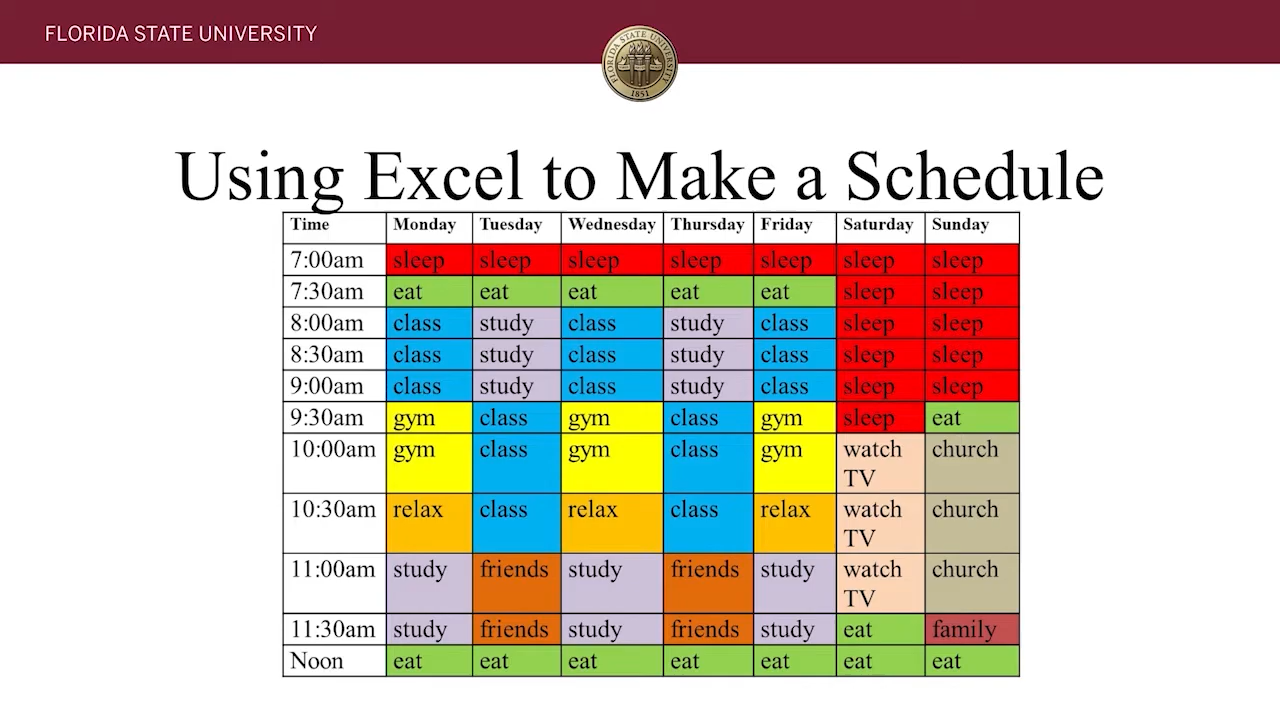 FLORIDA STATE UNIVERSITY
FLORIDA STATE UNIVERSITY
1851
Using Excel to Make a Schedule
Time Monday Tuesday Wednesday Thursday Friday Saturday Sunday
7:00am sleep sleep sleep sleep sleep sleep sleep
7:30am eat eat eat eat eat sleep sleep
8:00am class study class study class sleep sleep
8:30am class study class study class sleep sleep
9:00am class study class study class sleep sleep
9:30am gym class gym class gym sleep eat
10:00am gym class gym class gym watch TV church
10:30am relax class relax class relax watch TV church
11:00am study friends study friends study watch TV church
11:30am study friends study friends study eat family
Noon eat eat eat eat eat eat eat